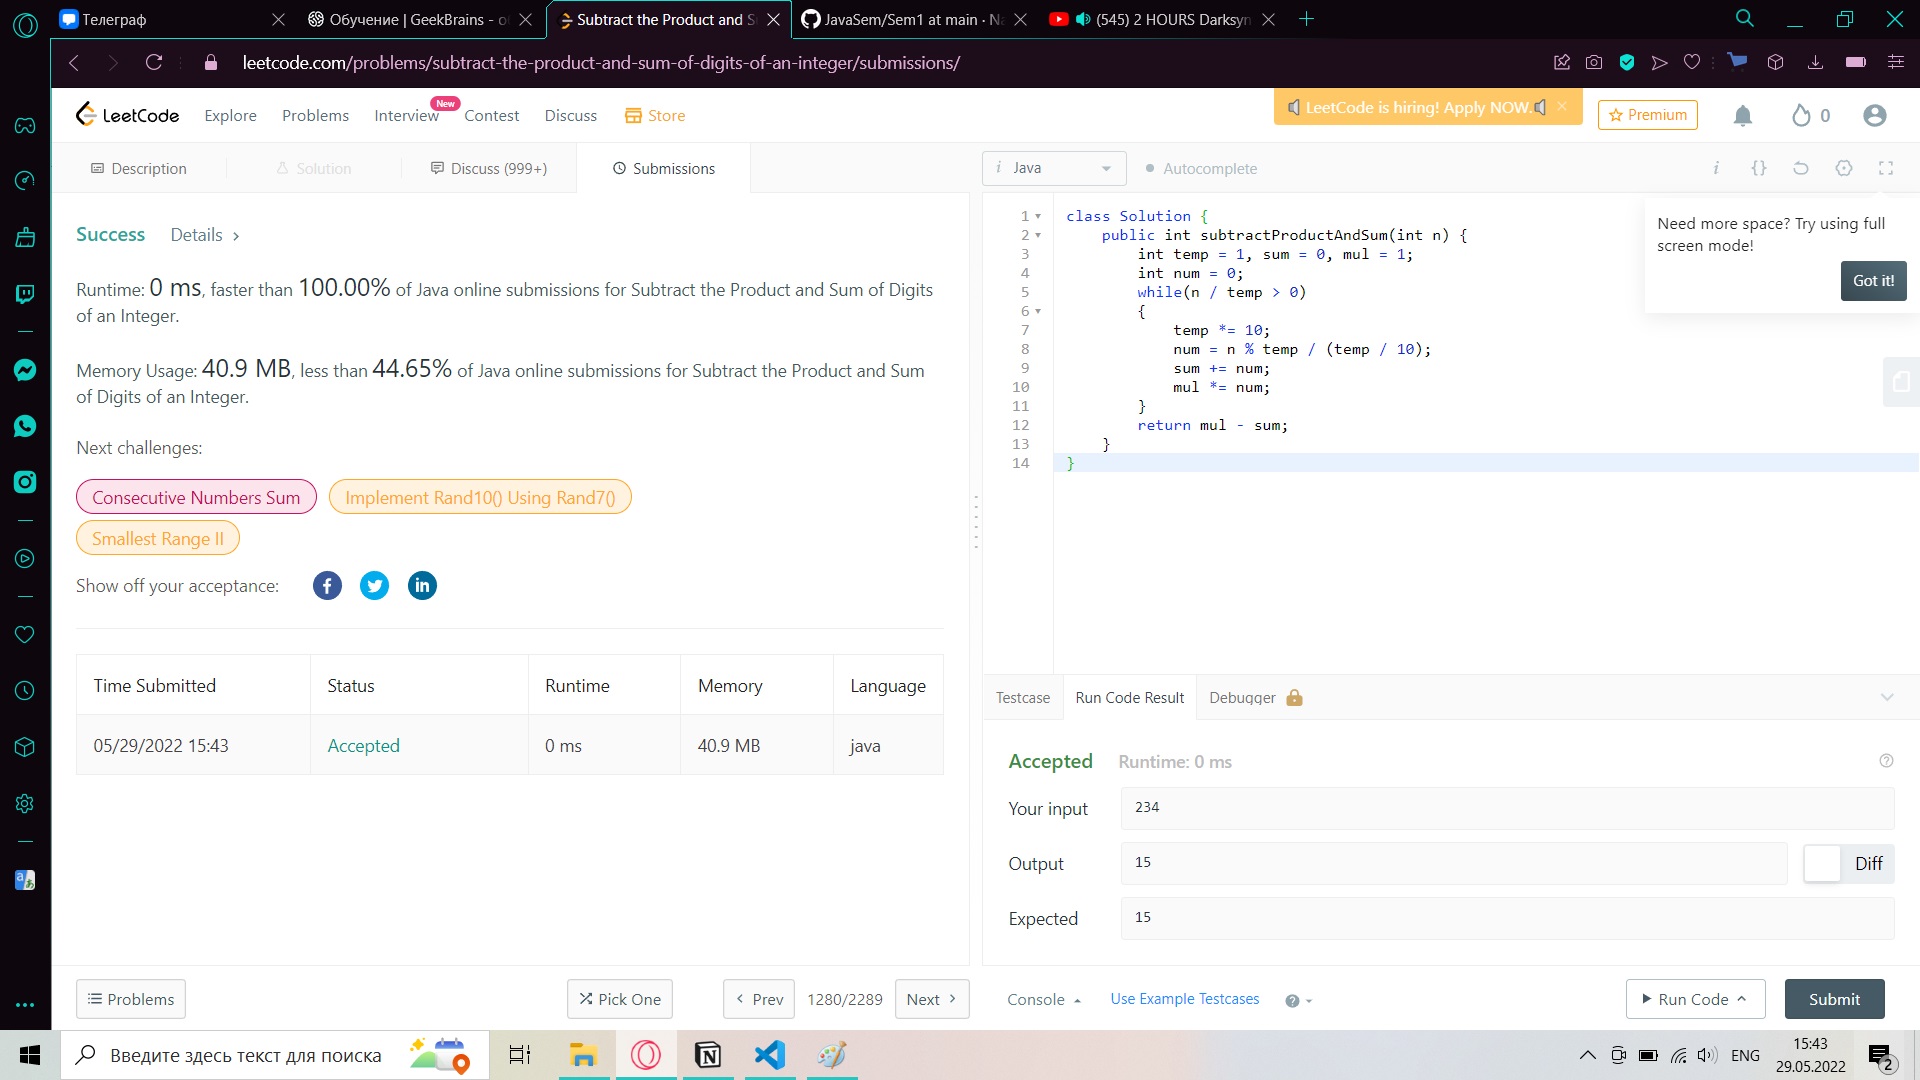 Телеграф
Обучение | GeekBrains - о
Subtract the Product and S
JavaSem/Sem1 at main · Na
(545) 2 HOURS Darksyn
leetcode.com/problems/subtract-the-product-and-sum-of-digits-of-an-integer/submissions/
LeetCode
Explore
Problems
Interview
New
Contest
Discuss
Store
LeetCode is hiring! Apply NOW.
Premium
0
Description
Solution
Discuss (999+)
Submissions
i Java
Autocomplete
Need more space? Try using full
screen mode!
Got it!
Success
Details
Runtime: 0 ms, faster than 100.00% of Java online submissions for Subtract the Product and Sum of Digits
of an Integer.
Memory Usage: 40.9 MB, less than 44.65% of Java online submissions for Subtract the Product and Sum
of Digits of an Integer.
Next challenges:
Consecutive Numbers Sum
Implement Rand10() Using Rand7()
Smallest Range II
Show off your acceptance:
Time Submitted Status Runtime Memory Language
05/29/2022 15:43 Accepted 0 ms 40.9 MB java
1 class Solution {
2     public int subtractProductAndSum(int n) {
3         int temp = 1, sum = 0, mul = 1;
4         int num = 0;
5         while(n / temp > 0)
6         {
7             temp *= 10;
8             num = n % temp / (temp / 10);
9             sum += num;
10             mul *= num;
11         }
12         return mul - sum;
13     }
14 }
Testcase
Run Code Result
Debugger
Accepted Runtime: 0 ms
Your input 234
Output 15
Diff
Expected 15
Problems
Pick One
Prev
1280/2289
Next
Console
Use Example Testcases
Run Code
Submit
Введите здесь текст для поиска
ENG
15:43
29.05.2022
2